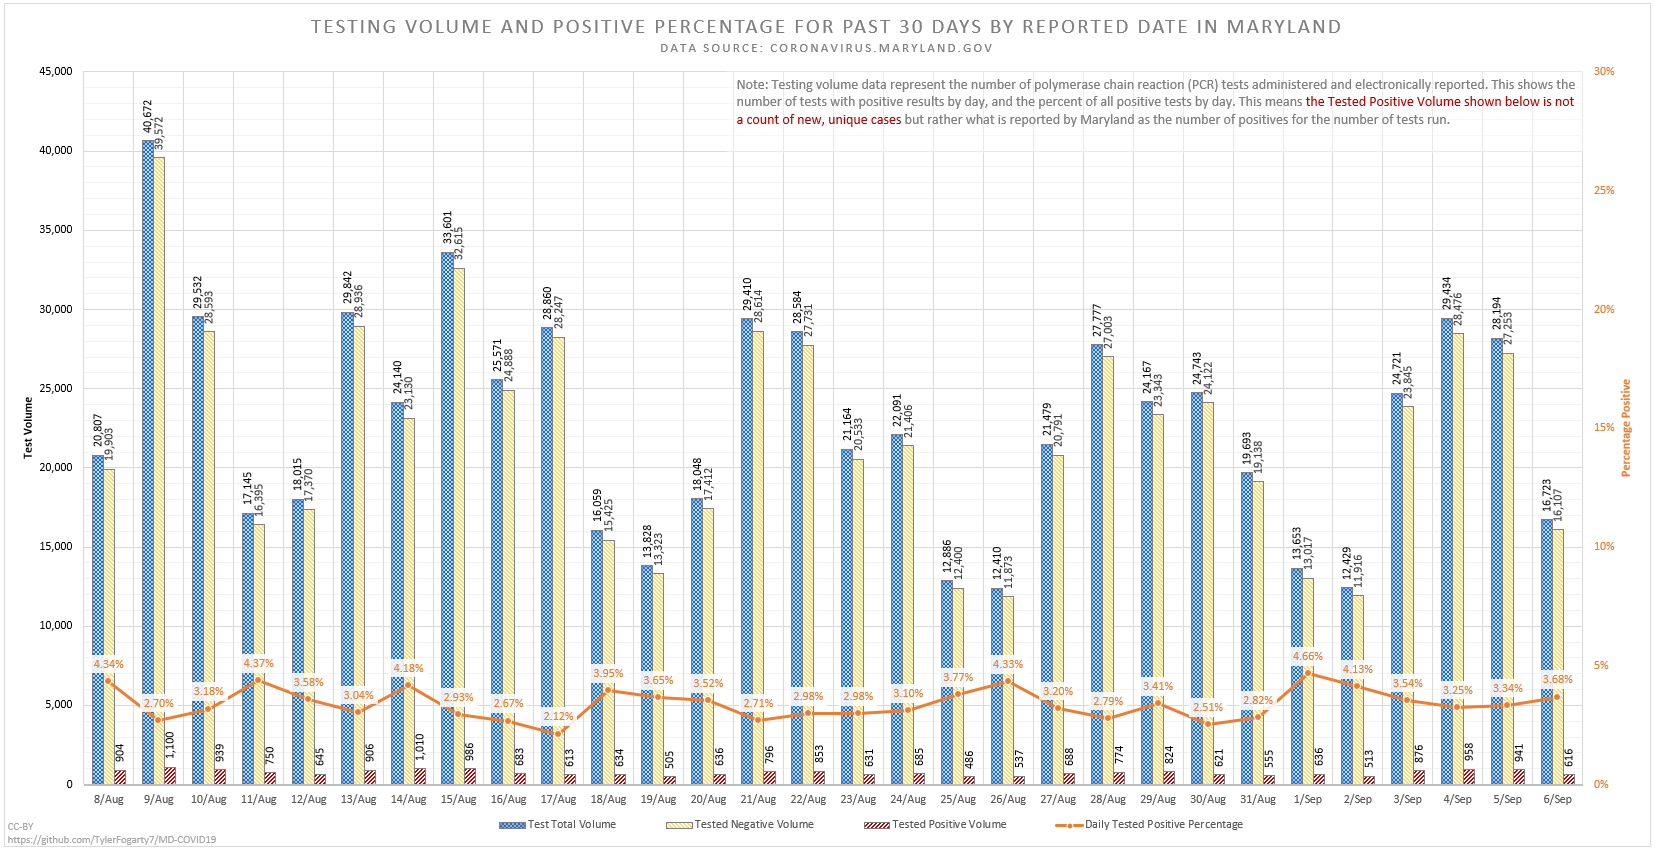 TESTING VOLUME AND POSITIVE PERCENTAGE FOR PAST 30 DAYS BY REPORTED DATE IN MARYLAND
DATA SOURCE: CORONAVIRUS.MARYLAND.GOV
Note: Testing volume data represent the number of polymerase chain reaction (PCR) tests administered and electronically reported. This shows the
number of tests with positive results by day, and the percent of all positive tests by day. This means the Tested Positive Volume shown below is not
a count of new, unique cases but rather what is reported by Maryland as the number of positives for the number of tests run.
Test Volume
45,000
40,000
35,000
30,000
25,000
20,000
15,000
10,000
5,000
0
30%
25%
20%
15%
10%
5%
0%
Percentage Positive
20,807 40,672 29,532 17,145 18,015 29,842 24,140 33,601 25,571 28,860 16,059 13,828 18,048 29,410 28,584 21,164 22,091 12,886 12,410 21,479 27,777 24,167 24,743 19,693 13,653 12,429 24,721 29,434 28,194 16,723
19,903 39,572 28,593 16,395 17,370 28,936 23,130 32,615 24,888 28,247 15,425 13,323 17,412 28,614 27,731 20,533 21,406 12,400 11,873 20,791 27,003 23,343 24,122 19,138 13,017 11,916 23,845 28,476 27,253 16,107
4.34% 2.70% 3.18% 4.37% 3.58% 3.04% 4.18% 2.93% 2.67% 2.12% 3.95% 3.65% 3.52% 2.71% 2.98% 2.98% 3.10% 3.77% 4.33% 3.20% 2.79% 3.41% 2.51% 2.82% 4.66% 4.13% 3.54% 3.25% 3.34% 3.68%
904 1,100 939 750 645 906 1,010 986 683 613 634 505 636 796 853 631 685 486 537 688 774 824 621 555 636 513 876 958 941 616
8/Aug 9/Aug 10/Aug 11/Aug 12/Aug 13/Aug 14/Aug 15/Aug 16/Aug 17/Aug 18/Aug 19/Aug 20/Aug 21/Aug 22/Aug 23/Aug 24/Aug 25/Aug 26/Aug 27/Aug 28/Aug 29/Aug 30/Aug 31/Aug 1/Sep 2/Sep 3/Sep 4/Sep 5/Sep 6/Sep
Test Total Volume Tested Negative Volume Tested Positive Volume Daily Tested Positive Percentage
CC-BY
https://github.com/TylerFogarty7/MD-COVID19